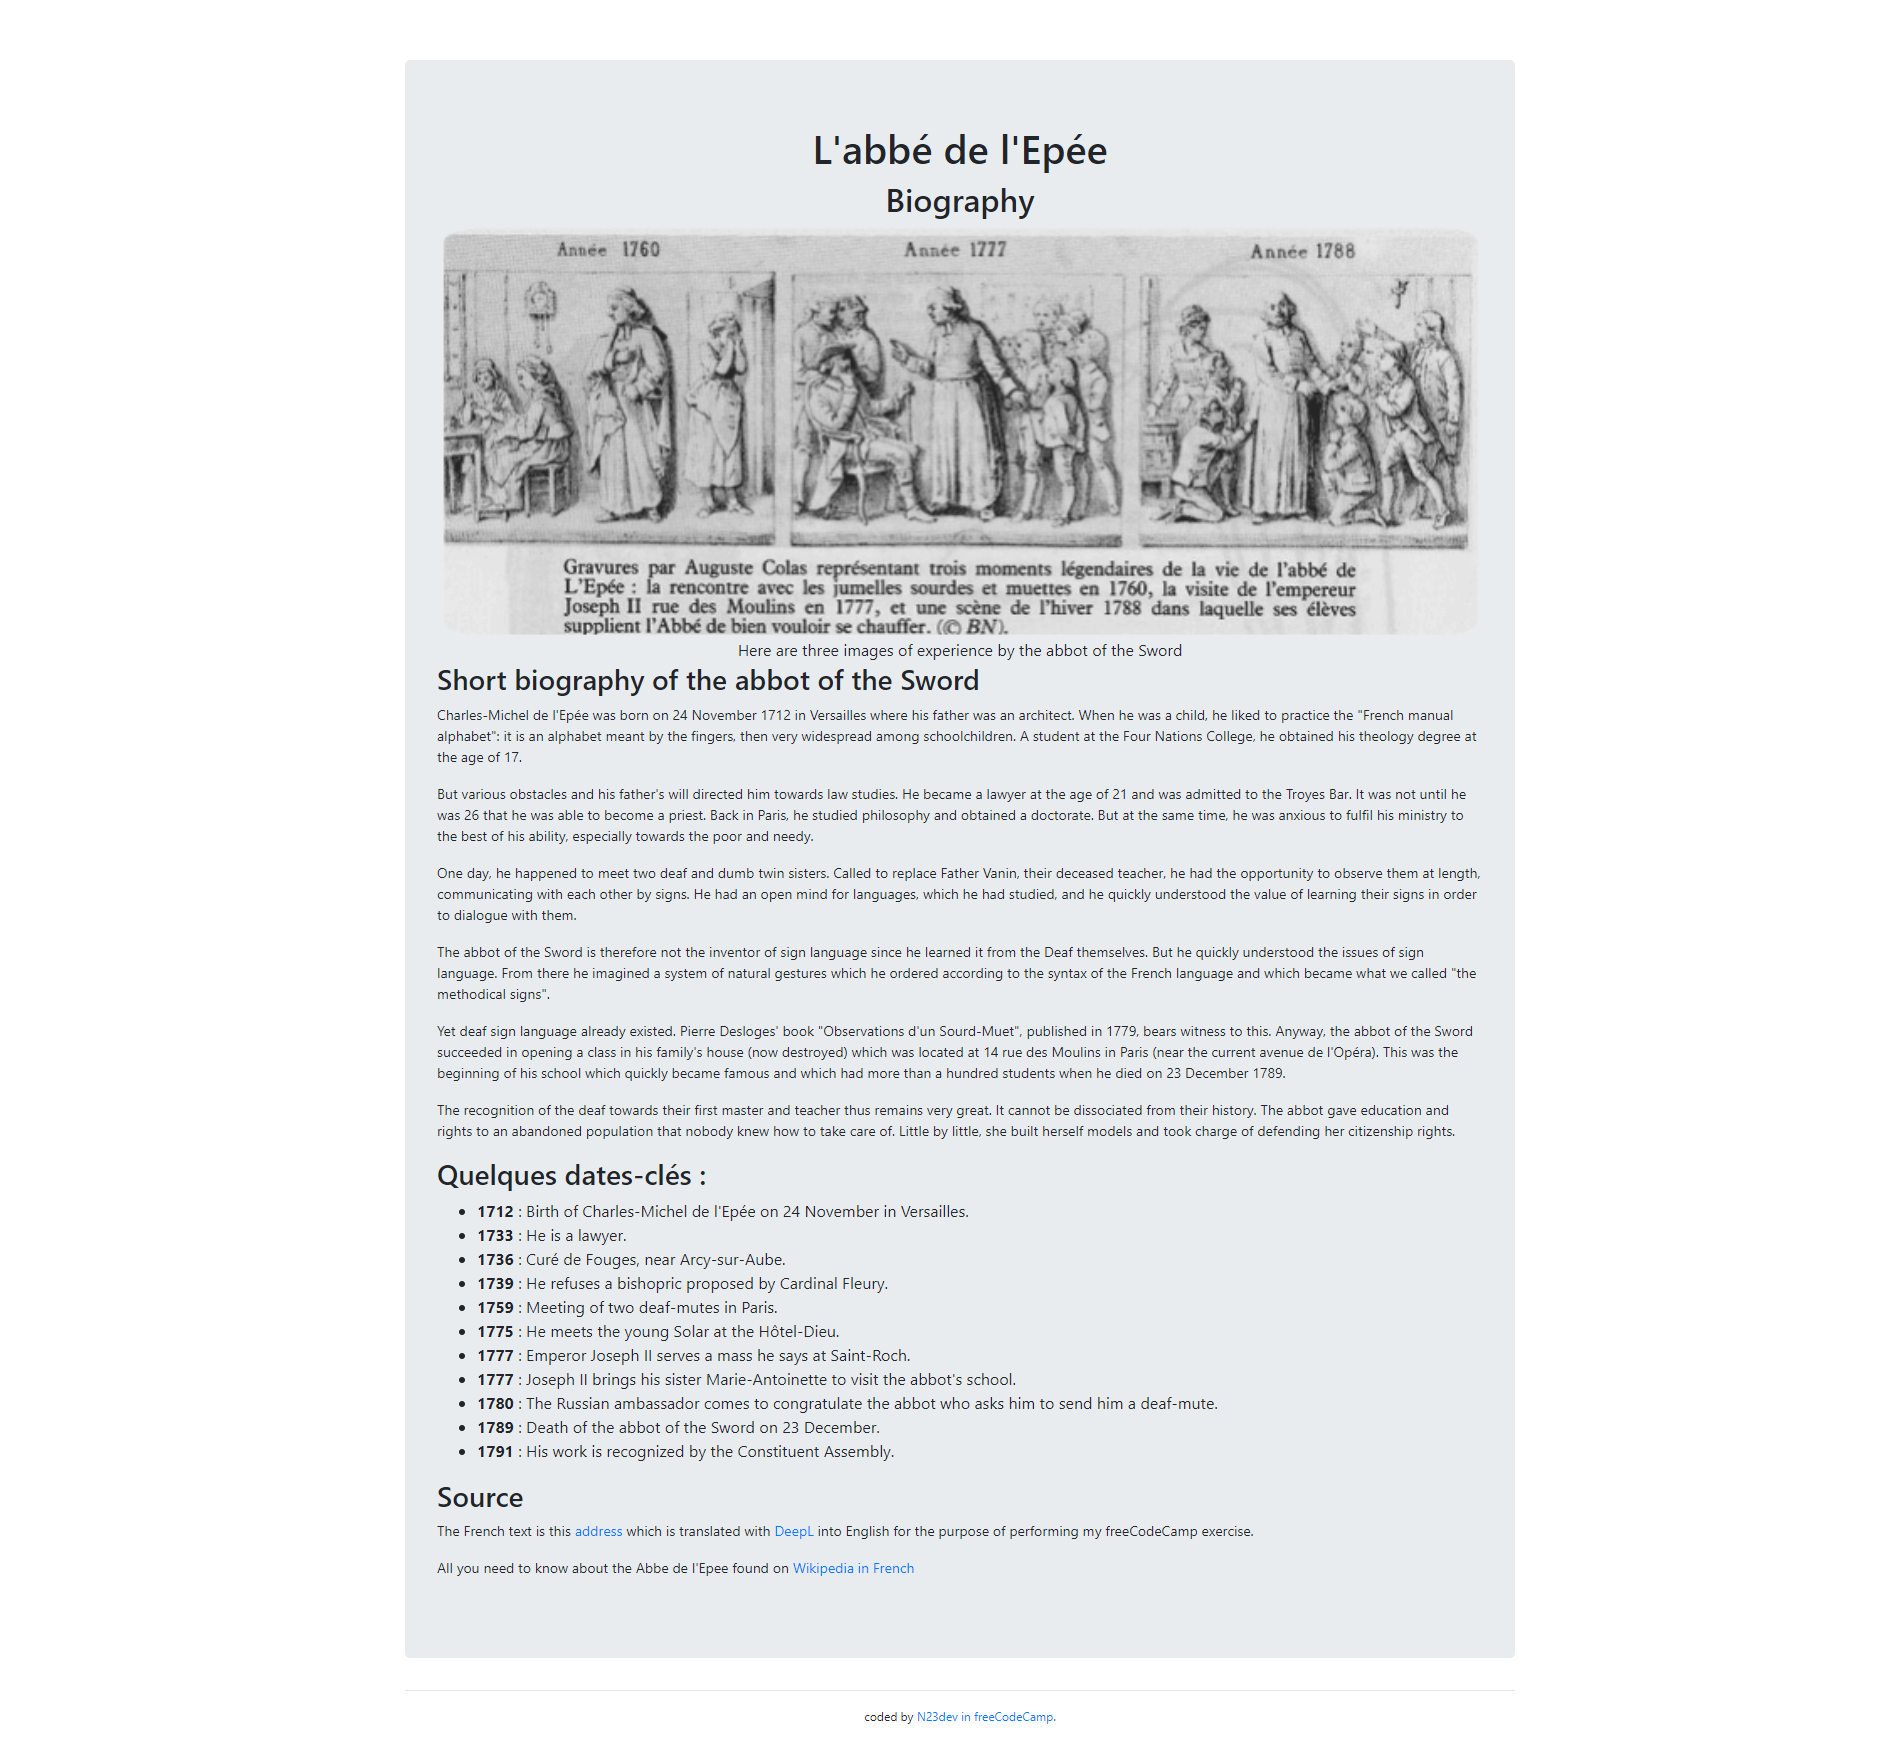 L'abbé de l'Epée
Biography
Année 1760
Année 1777
Année 1788
Gravures par Auguste Colas représentant trois moments légendaires de la vie de l'abbé de
L'Epée : la rencontre avec les jumelles sourdes et muettes en 1760, la visite de l'empereur
Joseph II rue des Moulins en 1777, et une scène de l'hiver 1788 dans laquelle ses élèves
supplient l'Abbé de bien vouloir se chauffer. (© BN).
Here are three images of experience by the abbot of the Sword
Short biography of the abbot of the Sword
Charles-Michel de l'Epée was born on 24 November 1712 in Versailles where his father was an architect. When he was a child, he liked to practice the "French manual
alphabet": it is an alphabet meant by the fingers, then very widespread among schoolchildren. A student at the Four Nations College, he obtained his theology degree at
the age of 17.
But various obstacles and his father's will directed him towards law studies. He became a lawyer at the age of 21 and was admitted to the Troyes Bar. It was not until he
was 26 that he was able to become a priest. Back in Paris, he studied philosophy and obtained a doctorate. But at the same time, he was anxious to fulfil his ministry to
the best of his ability, especially towards the poor and needy.
One day, he happened to meet two deaf and dumb twin sisters. Called to replace Father Vanin, their deceased teacher, he had the opportunity to observe them at length,
communicating with each other by signs. He had an open mind for languages, which he had studied, and he quickly understood the value of learning their signs in order
to dialogue with them.
The abbot of the Sword is therefore not the inventor of sign language since he learned it from the Deaf themselves. But he quickly understood the issues of sign
language. From there he imagined a system of natural gestures which he ordered according to the syntax of the French language and which became what we called "the
methodical signs".
Yet deaf sign language already existed. Pierre Desloges' book "Observations d'un Sourd-Muet", published in 1779, bears witness to this. Anyway, the abbot of the Sword
succeeded in opening a class in his family's house (now destroyed) which was located at 14 rue des Moulins in Paris (near the current avenue de l'Opéra). This was the
beginning of his school which quickly became famous and which had more than a hundred students when he died on 23 December 1789.
The recognition of the deaf towards their first master and teacher thus remains very great. It cannot be dissociated from their history. The abbot gave education and
rights to an abandoned population that nobody knew how to take care of. Little by little, she built herself models and took charge of defending her citizenship rights.
Quelques dates-clés :
1712 : Birth of Charles-Michel de l'Epée on 24 November in Versailles.
1733 : He is a lawyer.
1736 : Curé de Fouges, near Arcy-sur-Aube.
1739 : He refuses a bishopric proposed by Cardinal Fleury.
1759 : Meeting of two deaf-mutes in Paris.
1775 : He meets the young Solar at the Hôtel-Dieu.
1777 : Emperor Joseph II serves a mass he says at Saint-Roch.
1777 : Joseph II brings his sister Marie-Antoinette to visit the abbot's school.
1780 : The Russian ambassador comes to congratulate the abbot who asks him to send him a deaf-mute.
1789 : Death of the abbot of the Sword on 23 December.
1791 : His work is recognized by the Constituent Assembly.
Source
The French text is this address which is translated with DeepL into English for the purpose of performing my freeCodeCamp exercise.
All you need to know about the Abbe de l'Epee found on Wikipedia in French
coded by N23dev in freeCodeCamp.